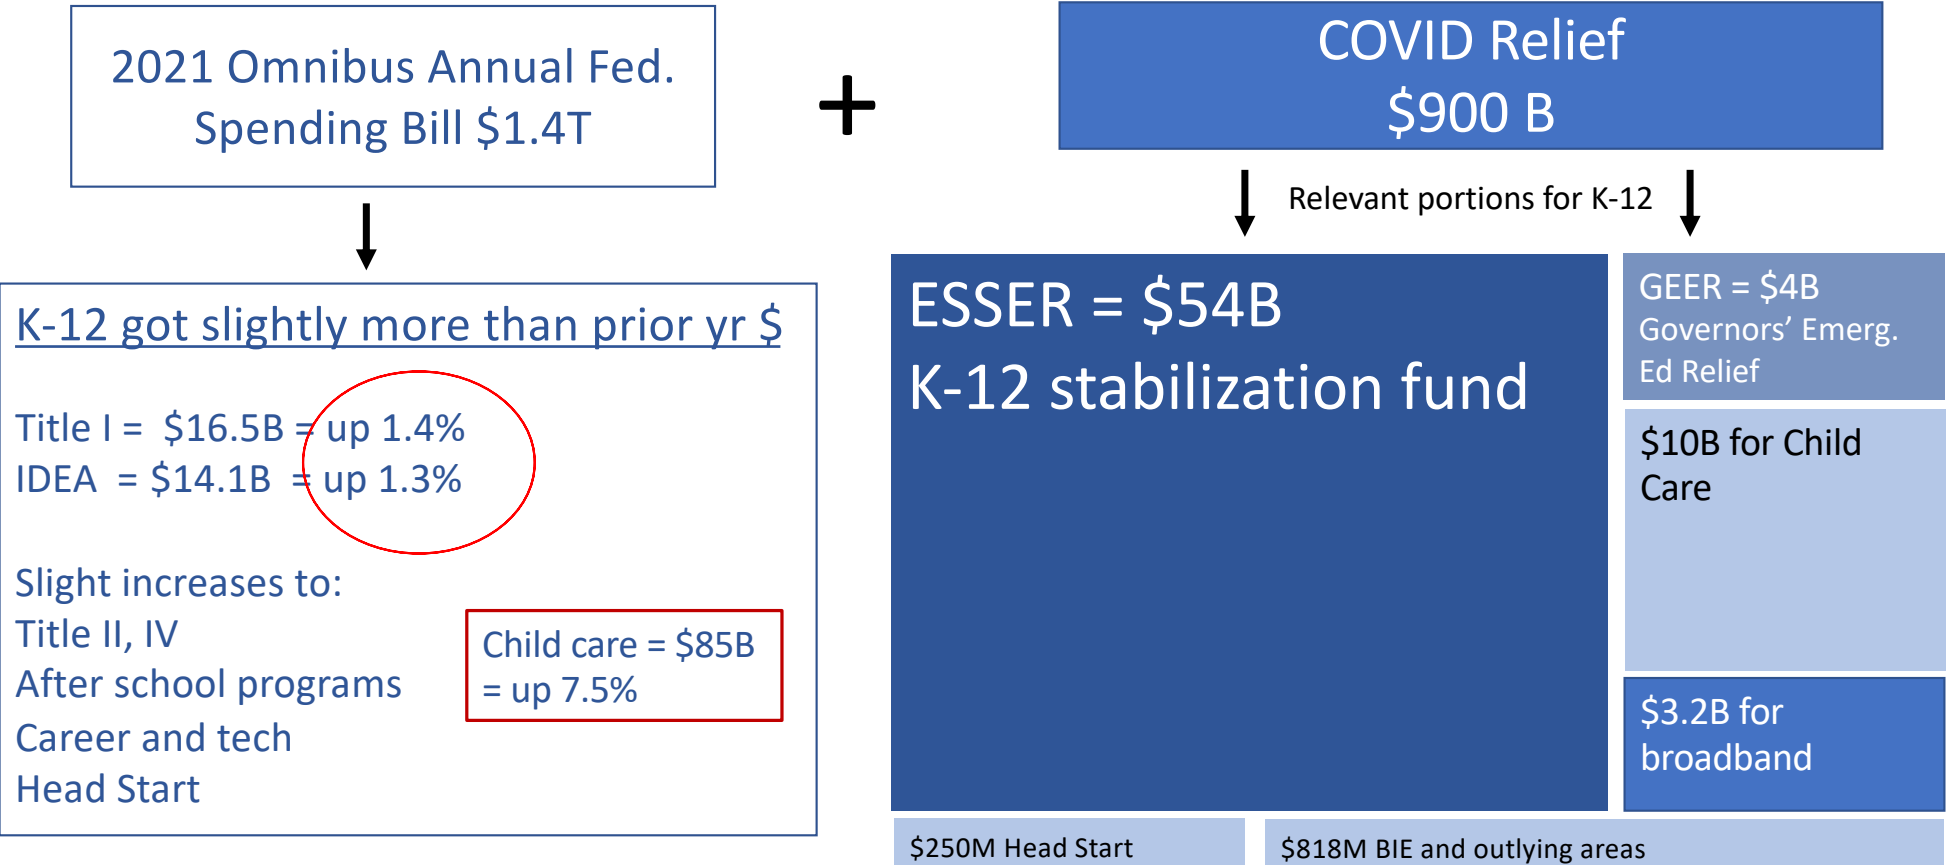 2021 Omnibus Annual Fed.
Spending Bill $1.4T
+
COVID Relief
$900 B
Relevant portions for K-12
K-12 got slightly more than prior yr $
Title I = $16.5B = up 1.4%
IDEA = $14.1B = up 1.3%
Slight increases to:
Title II, IV
After school programs
Career and tech
Head Start
Child care = $85B
= up 7.5%
ESSER = $54B
K-12 stabilization fund
GEER = $4B
Governors’ Emerg.
Ed Relief
$10B for Child
Care
$3.2B for
broadband
$250M Head Start
$818M BIE and outlying areas